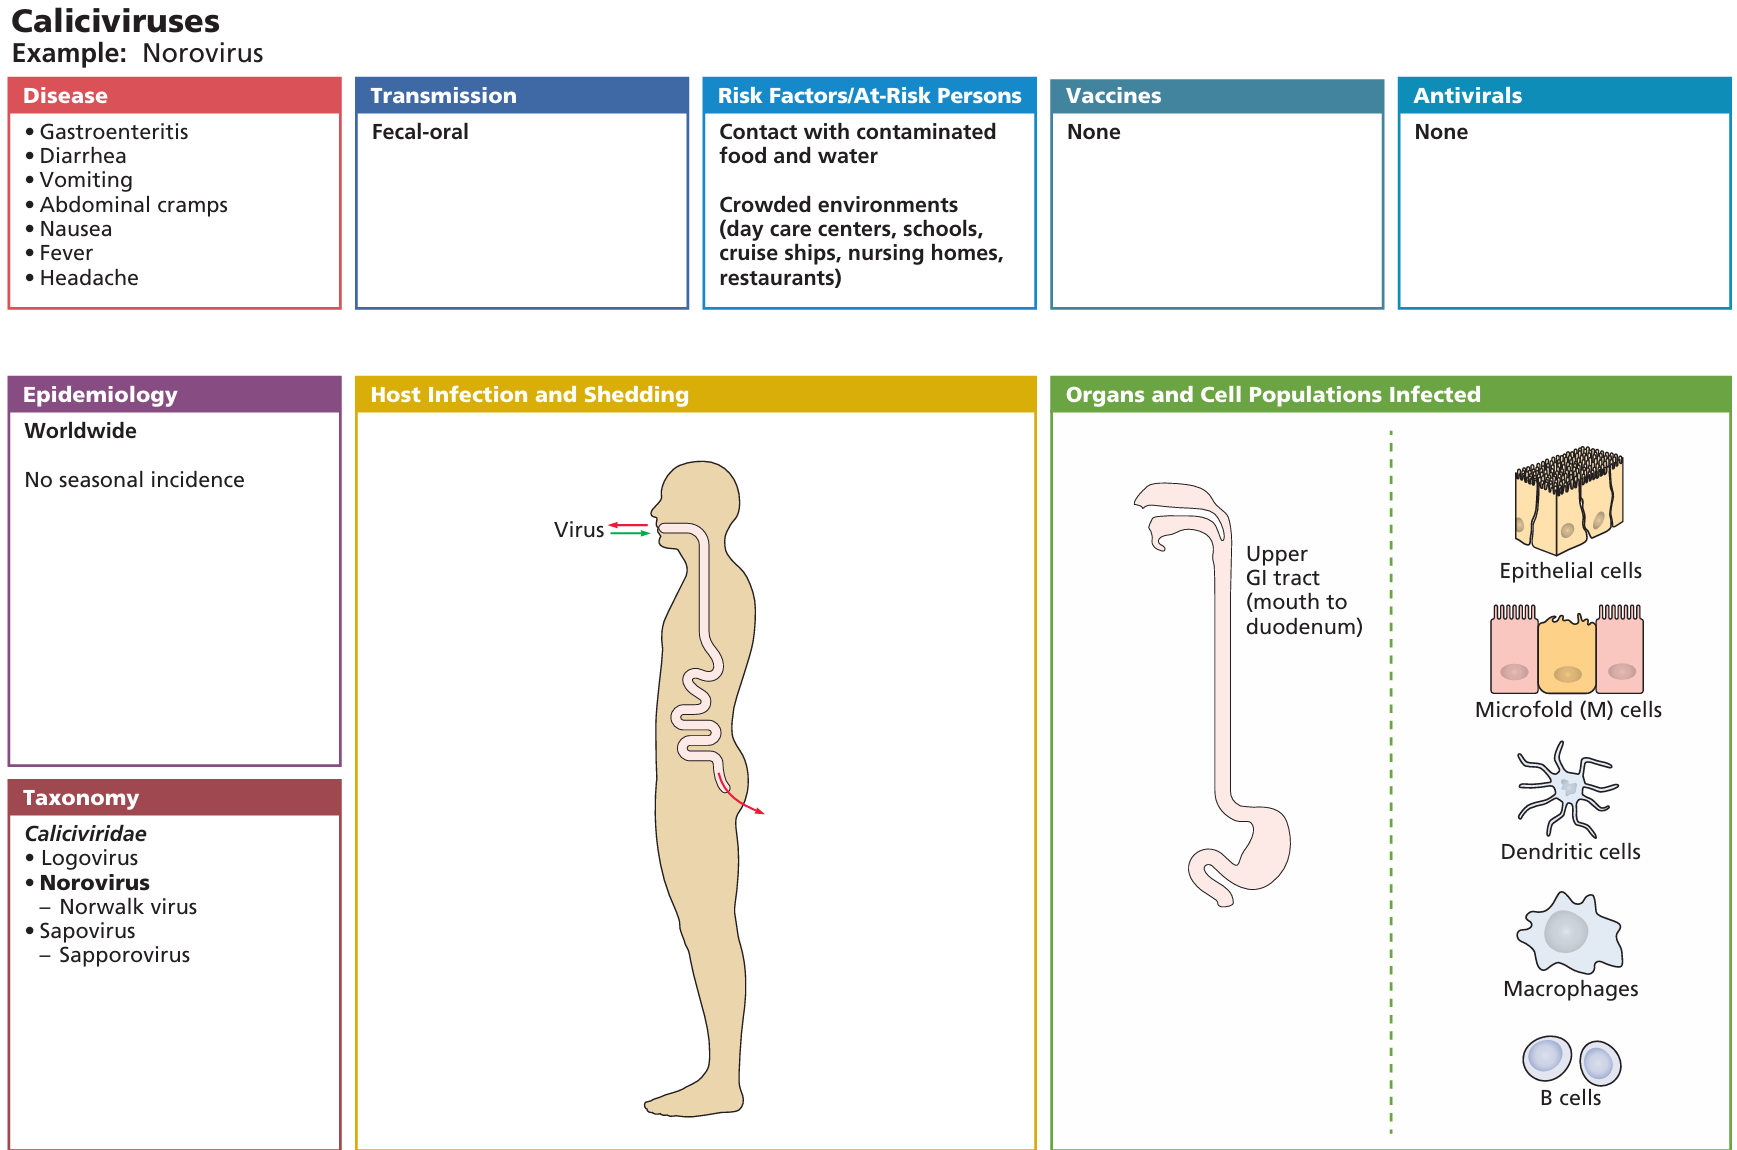 Caliciviruses
Example: Norovirus
Disease
• Gastroenteritis
• Diarrhea
• Vomiting
• Abdominal cramps
• Nausea
• Fever
• Headache
Transmission
Fecal-oral
Risk Factors/At-Risk Persons
Contact with contaminated
food and water
Crowded environments
(day care centers, schools,
cruise ships, nursing homes,
restaurants)
Vaccines
None
Antivirals
None
Epidemiology
Worldwide
No seasonal incidence
Taxonomy
Caliciviridae
• Logovirus
• Norovirus
– Norwalk virus
• Sapovirus
– Sapporovirus
Host Infection and Shedding
Virus
Organs and Cell Populations Infected
Upper
GI tract
(mouth to
duodenum)
Epithelial cells
Microfold (M) cells
Dendritic cells
Macrophages
B cells